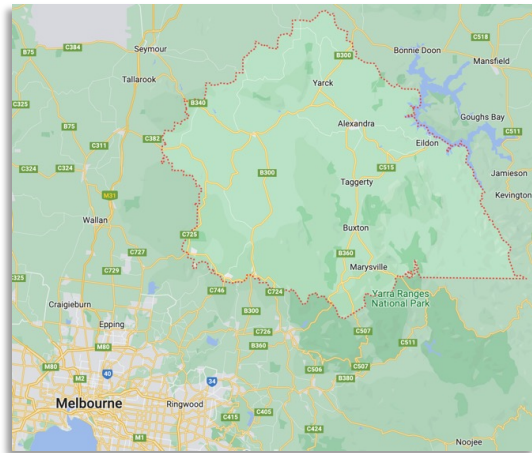 C384
B75
Seymour
B300
Bonnie Doon
C518
Mansfield
Tallarook
Yarck
C325
B340
Goughs Bay
B75
Alexandra
C382
C511
C311
Eildon
C324
C324
B300
C515
Jamieson
Taggerty
Kevington
M31
Wallan
Buxton
C725
C727
B360
Marysville
325
C729
C746
C724
Yarra Ranges
National Park
Craigieburn
B300
Epping
C726
C507
C511
M80
B360
M80
C506
C507
M2
40
34
B380
Melbourne
Ringwood
C415
C405
C424
M1
Noojee